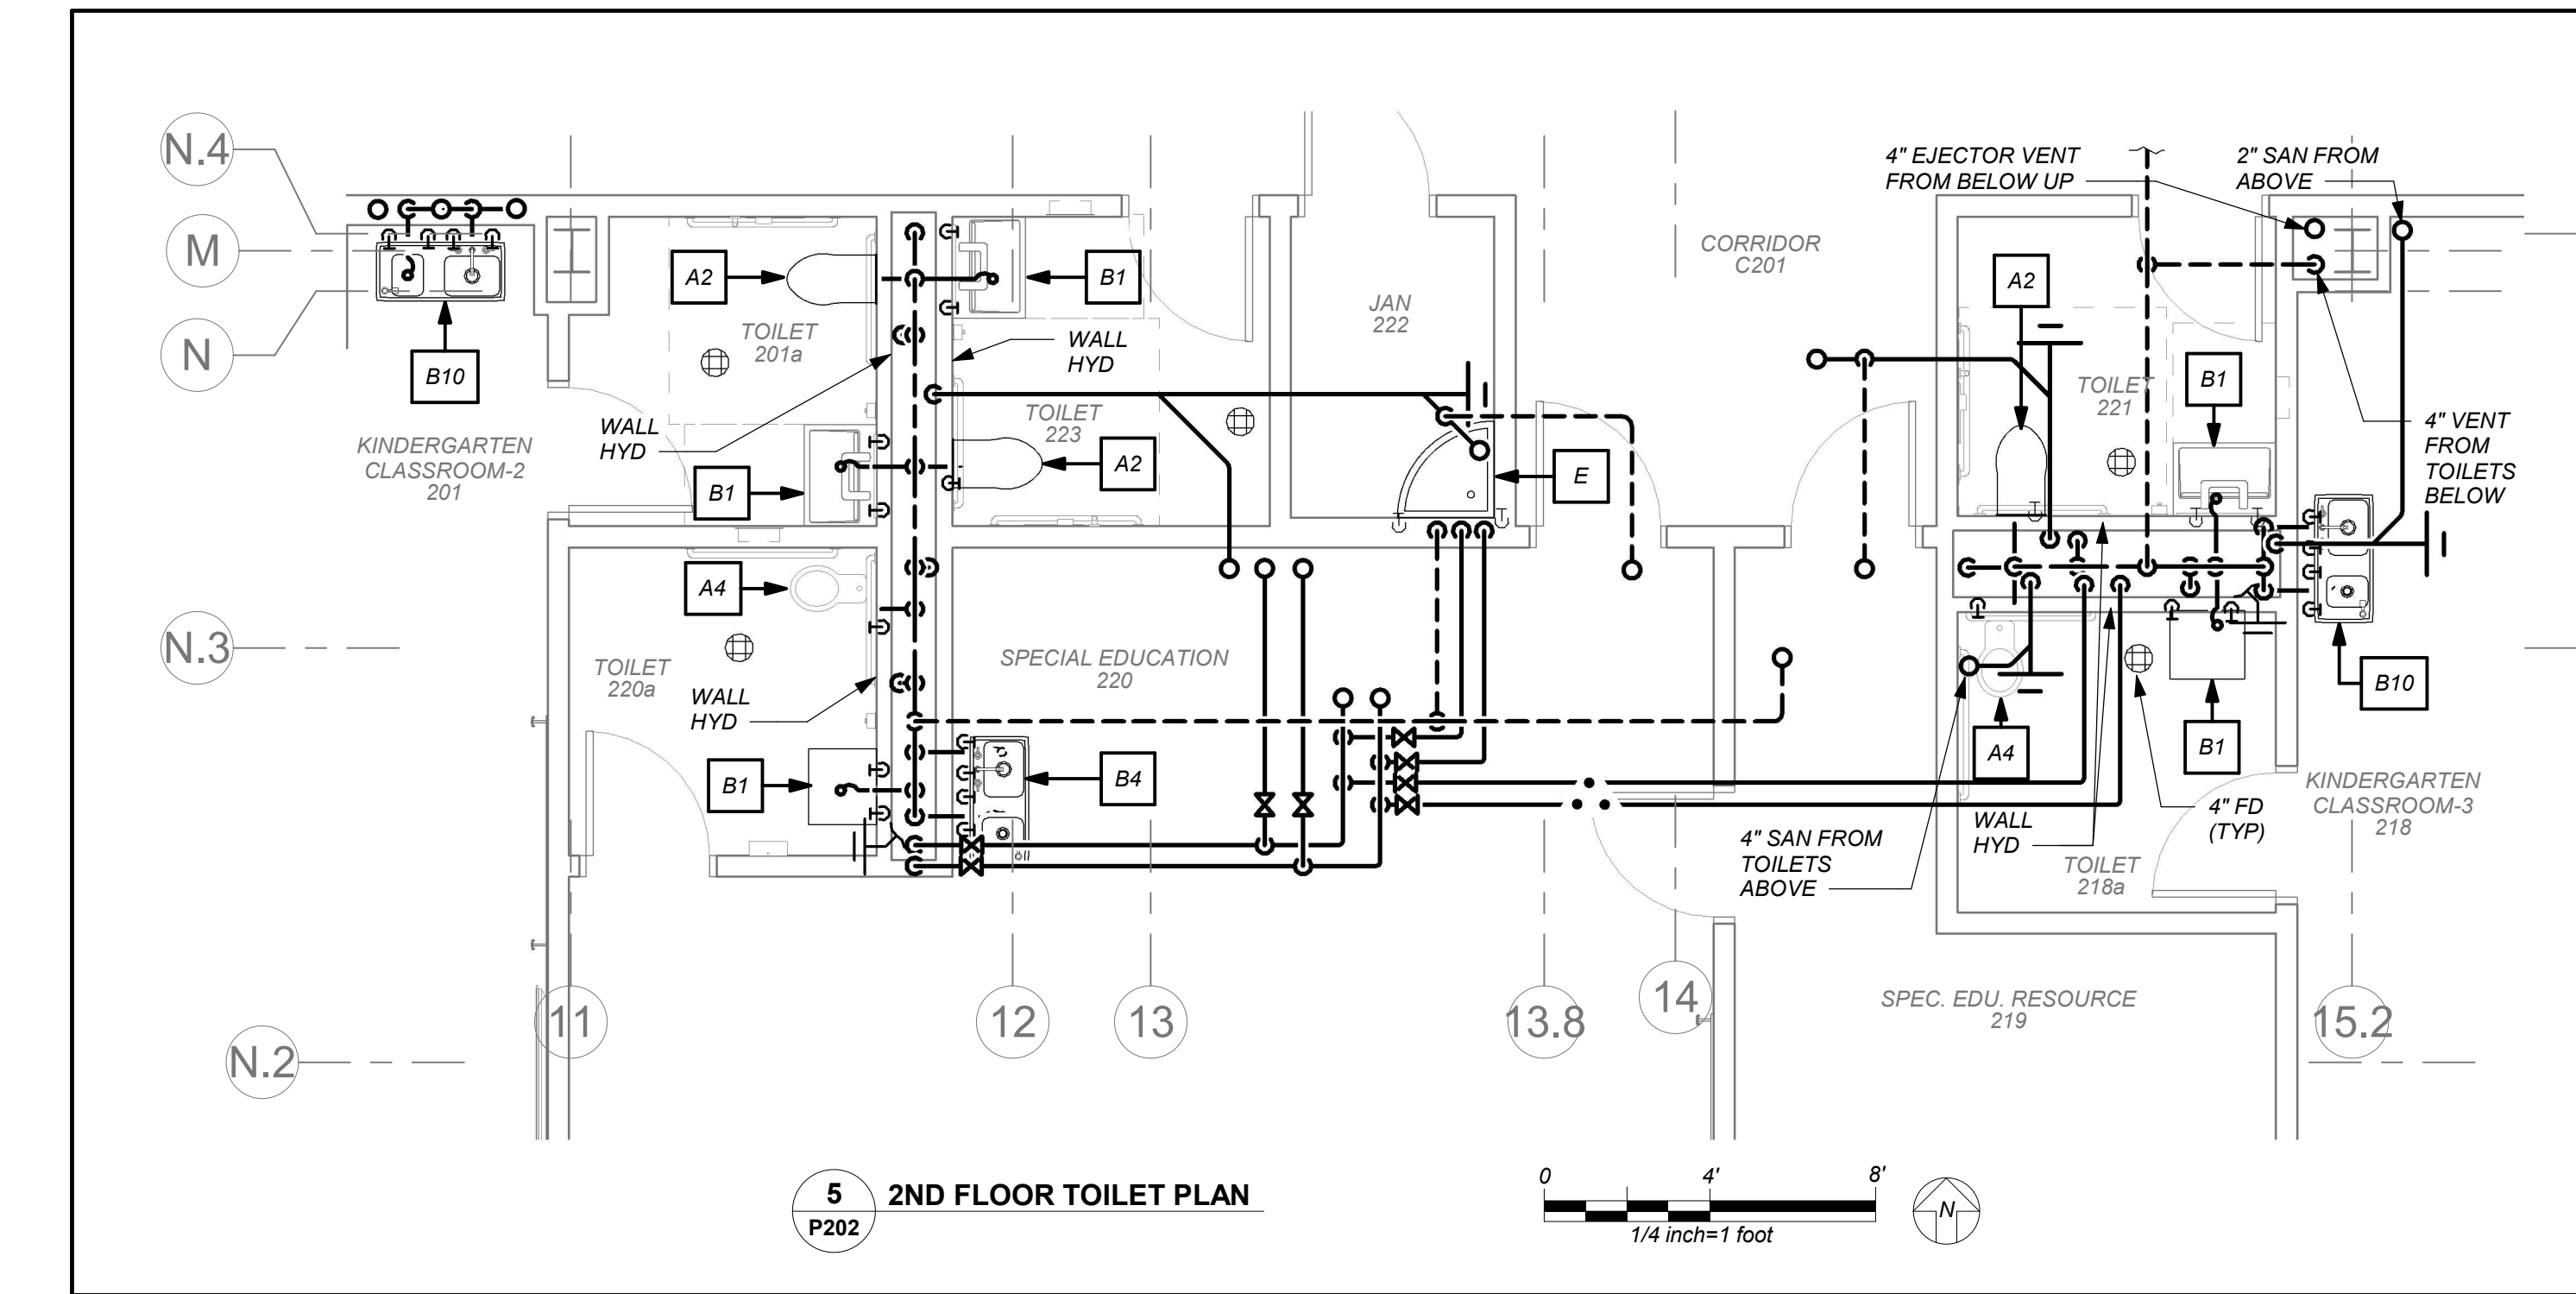 N.4
M
N
N.3
N.2
4" EJECTOR VENT
FROM BELOW UP
2" SAN FROM
ABOVE
CORRIDOR
C201
A2
B1
A2
TOILET
201a
JAN
222
WALL
HYD
B10
TOILET
221
B1
TOILET
223
WALL
HYD
KINDERGARTEN
CLASSROOM-2
201
4" VENT
FROM
TOILETS
BELOW
B1
A2
E
A4
TOILET
220a
SPECIAL EDUCATION
220
WALL
HYD
B10
B1
B4
A4
B1
KINDERGARTEN
CLASSROOM-3
218
4" FD
(TYP)
WALL
HYD
4" SAN FROM
TOILETS
ABOVE
TOILET
218a
SPEC. EDU. RESOURCE
219
11
12
13
13.8
14
15.2
5
P202
2ND FLOOR TOILET PLAN
0 4' 8'
1/4 inch=1 foot
N